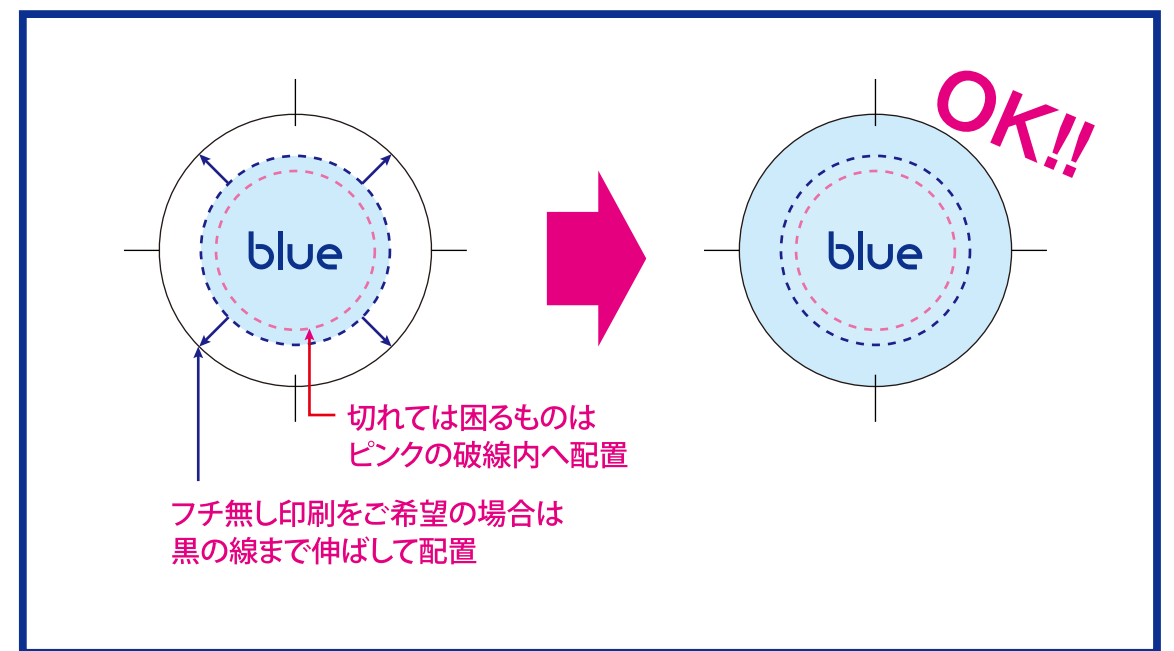 OK!!
blue
blue
切れては困るものは
ピンクの破線内へ配置
フチ無し印刷をご希望の場合は
黒の線まで伸ばして配置